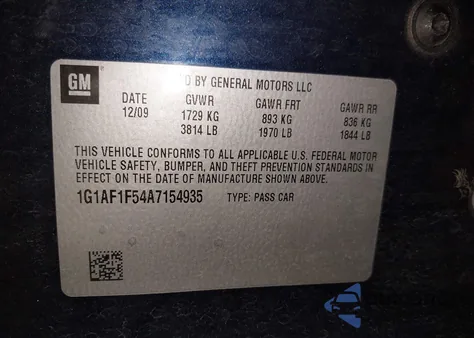 GM
D BY GENERAL MOTORS LLC
DATE GVWR GAWR FRT GAWR RR
12/09 1729 KG 893 KG 836 KG
3814 LB 1970 LB 1844 LB
THIS VEHICLE CONFORMS TO ALL APPLICABLE U.S. FEDERAL MOTOR
VEHICLE SAFETY, BUMPER, AND THEFT PREVENTION STANDARDS IN
EFFECT ON THE DATE OF MANUFACTURE SHOWN ABOVE.
1G1AF1F54A7154935 TYPE: PASS CAR